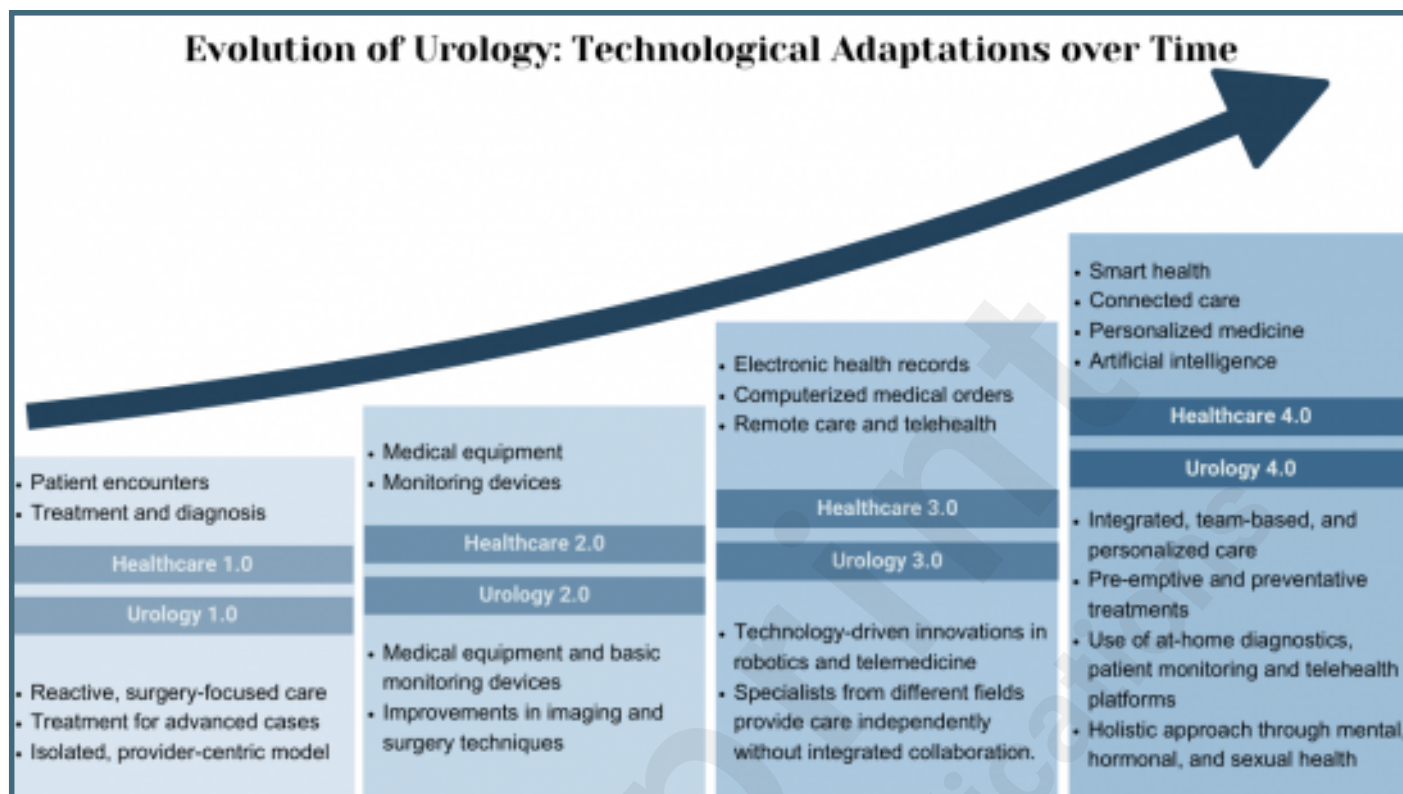 Evolution of Urology: Technological Adaptations over Time
• Patient encounters
• Treatment and diagnosis
Healthcare 1.0
Urology 1.0
• Reactive, surgery-focused care
• Treatment for advanced cases
• Isolated, provider-centric model
• Medical equipment
• Monitoring devices
Healthcare 2.0
Urology 2.0
• Medical equipment and basic
monitoring devices
• Improvements in imaging and
surgery techniques
• Electronic health records
• Computerized medical orders
• Remote care and telehealth
Healthcare 3.0
Urology 3.0
• Technology-driven innovations in
robotics and telemedicine
• Specialists from different fields
provide care independently
without integrated collaboration.
• Smart health
• Connected care
• Personalized medicine
• Artificial intelligence
Healthcare 4.0
Urology 4.0
• Integrated, team-based, and
personalized care
• Pre-emptive and preventative
treatments
• Use of at-home diagnostics,
patient monitoring and telehealth
platforms
• Holistic approach through mental,
hormonal, and sexual health